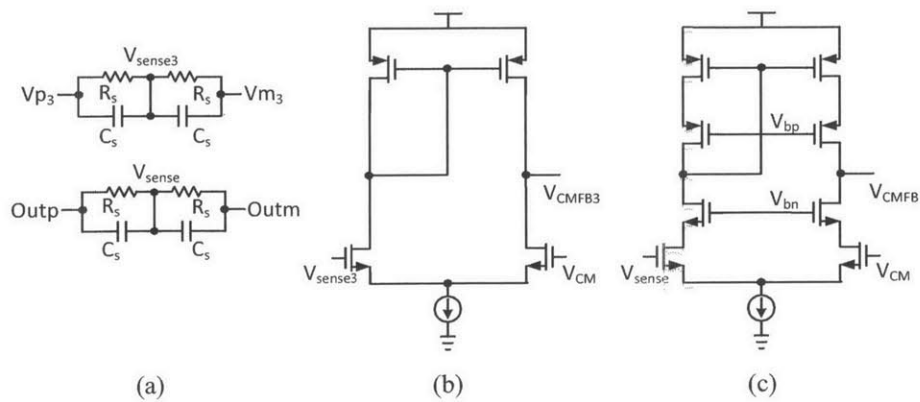 Vsense3
Vp3
Rs
Rs
Vm3
Cs
Cs
Vsense
Outp
Rs
Rs
Outm
Cs
Cs
(a)
VCMFB3
Vsense3
VCM
(b)
Vbp
VCMFB
Vbn
Vsense
VCM
(c)